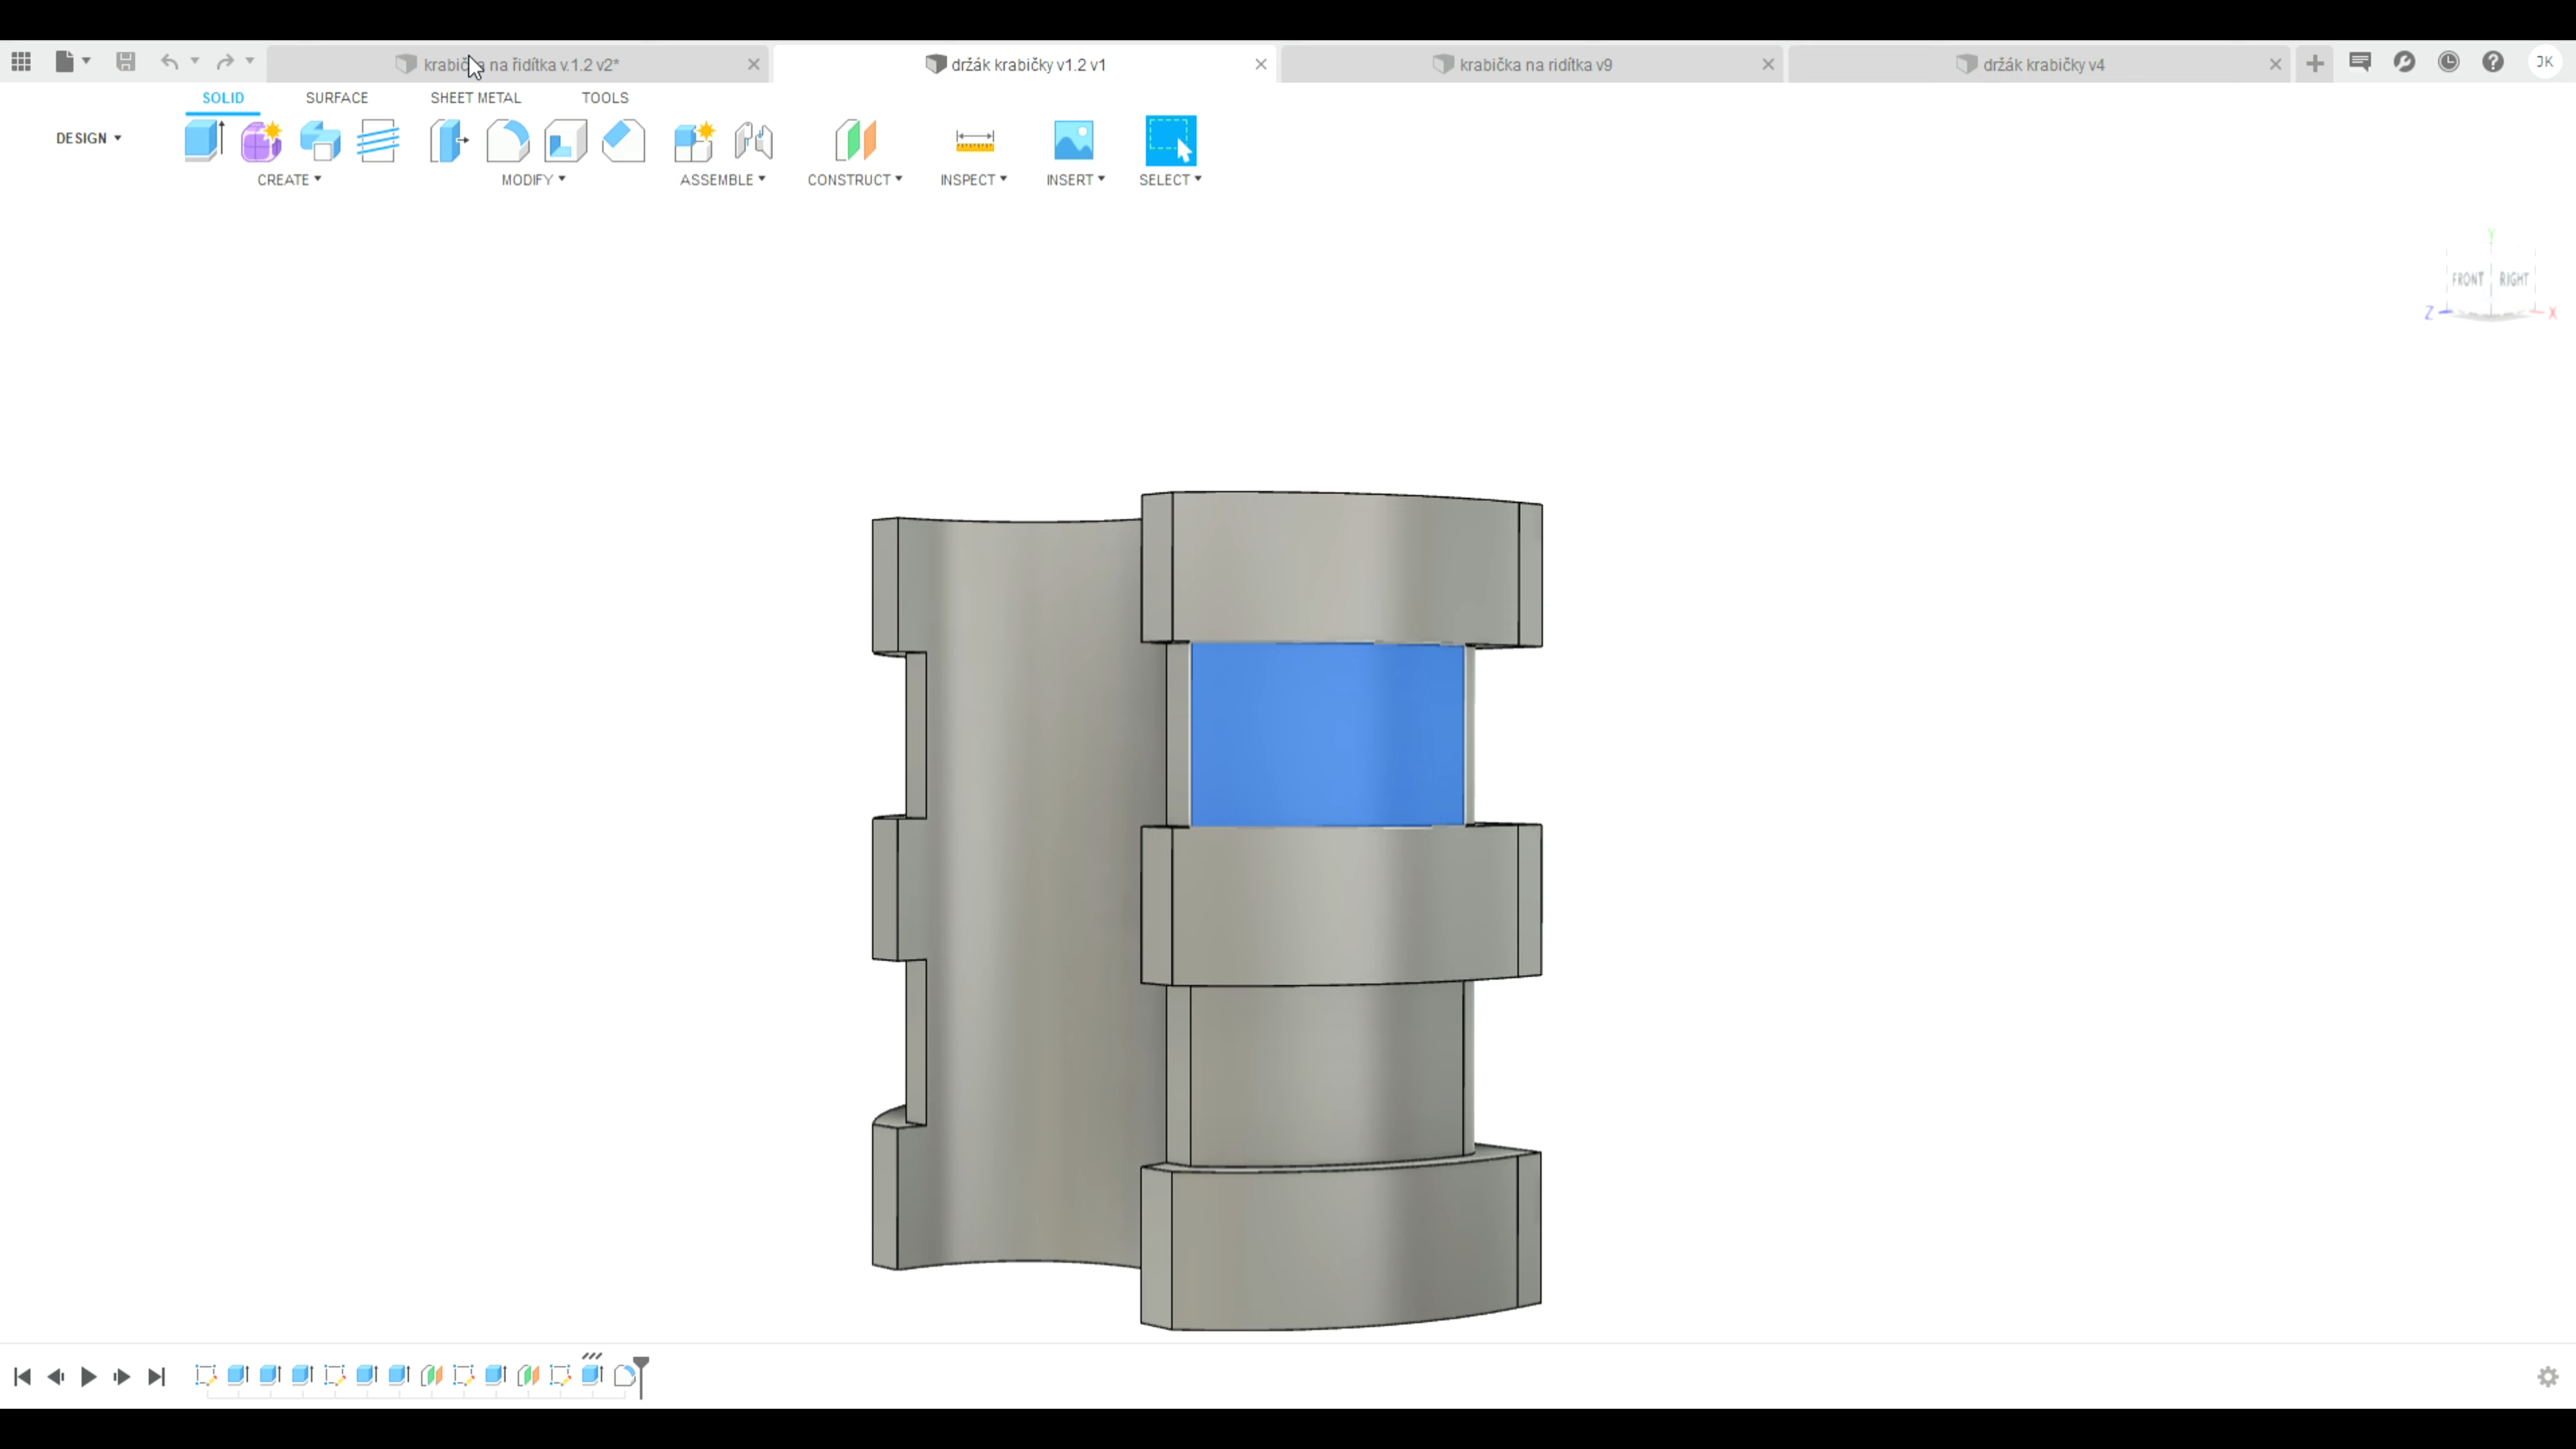 krabička na řidítka v.1.2 v2*
držák krabičky v1.2 v1
krabička na ridítka v9
držák krabičky v4
JK
SOLID
SURFACE
SHEET METAL
TOOLS
DESIGN
CREATE
MODIFY
ASSEMBLE
CONSTRUCT
INSPECT
INSERT
SELECT
Y
FRONT
RIGHT
Z
X